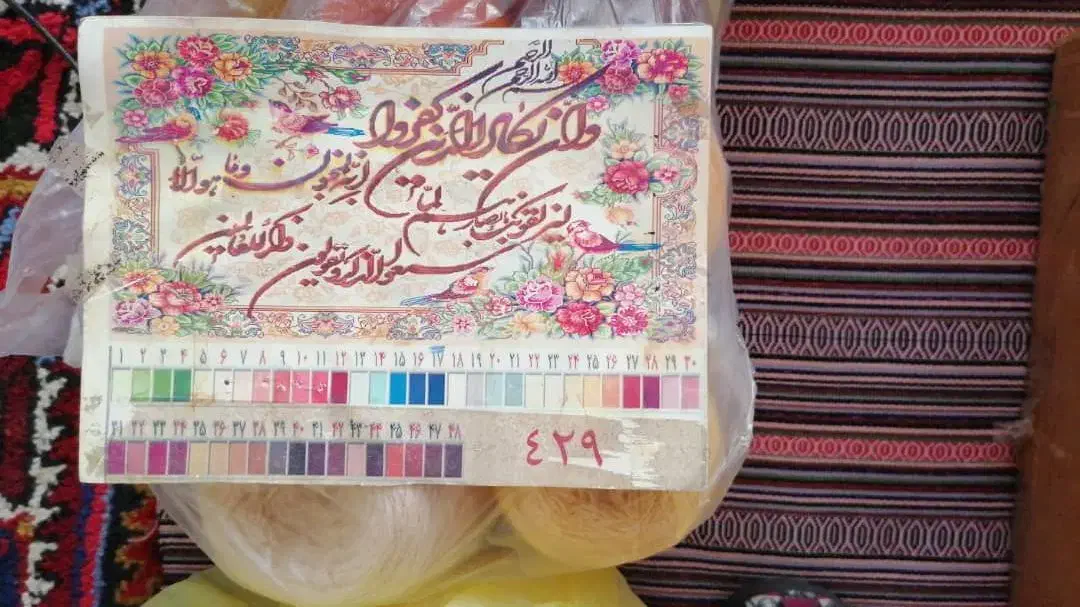 بسم الله الرحمن الرحیم
وان یکاد الذین کفروا
لیزلقونک بابصارهم لما
سمعوا الذکر و یقولون
انه لمجنون وما هو الا
ذکر للعالمین
۱ ۲ ۳ ۴ ۵ ۶ ۷ ۸ ۹ ۱۰ ۱۱ ۱۲ ۱۳ ۱۴ ۱۵ ۱۶ ۱۷ ۱۸ ۱۹ ۲۰ ۲۱ ۲۲ ۲۳ ۲۴ ۲۵ ۲۶ ۲۷ ۲۸ ۲۹ ۳۰
۳۱ ۳۲ ۳۳ ۳۴ ۳۵ ۳۶ ۳۷ ۳۸ ۳۹ ۴۰ ۴۱ ۴۲ ۴۳ ۴۴ ۴۵ ۴۶ ۴۷ ۴۸
٤٢٩